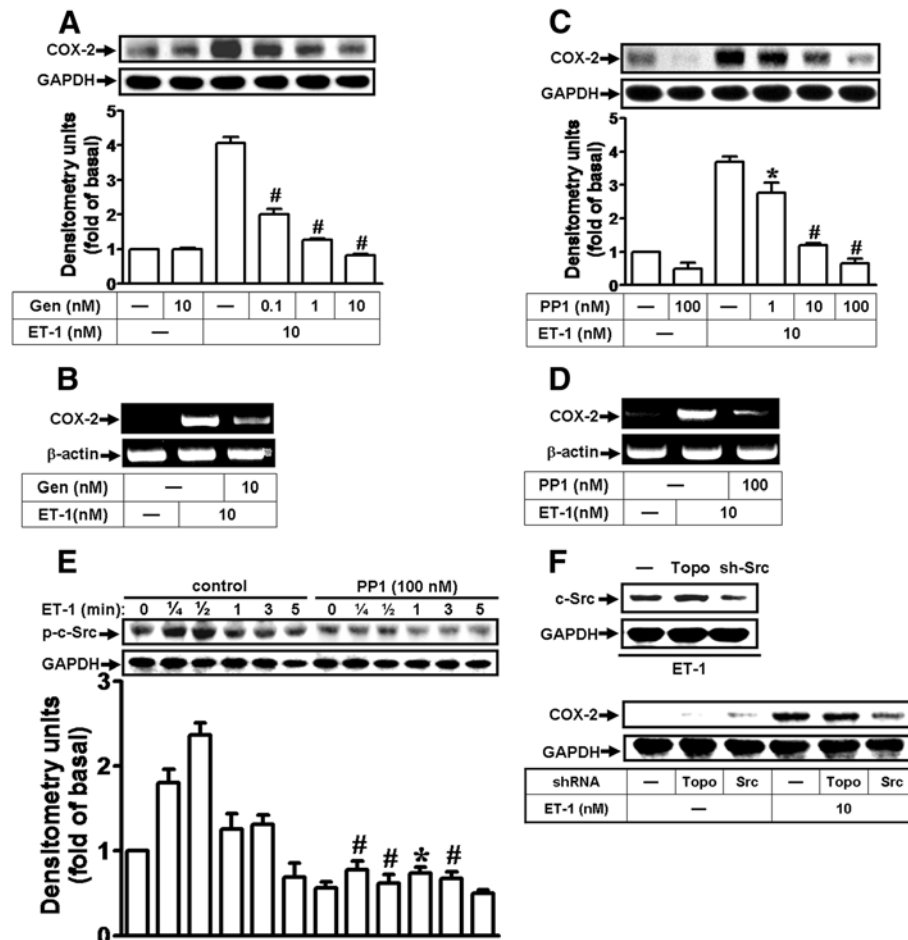 A
COX-2
GAPDH
Densitometry units
(fold of basal)
5
4
3
2
1
0
# # #
Gen (nM) — 10 — 0.1 1 10
ET-1 (nM) — 10
C
COX-2
GAPDH
Densitometry units
(fold of basal)
5
4
3
2
1
0
* # #
PP1 (nM) — 100 — 1 10 100
ET-1 (nM) — 10
B
COX-2
β-actin
Gen (nM) — 10
ET-1(nM) — 10
D
COX-2
β-actin
PP1 (nM) — 100
ET-1(nM) — 10
E
control PP1 (100 nM)
ET-1 (min): 0 ¼ ½ 1 3 5 0 ¼ ½ 1 3 5
p-c-Src
GAPDH
Densitometry units
(fold of basal)
3
2
1
0
# # * #
F
— Topo sh-Src
c-Src
GAPDH
ET-1
COX-2
GAPDH
shRNA — Topo Src — Topo Src
ET-1 (nM) — 10